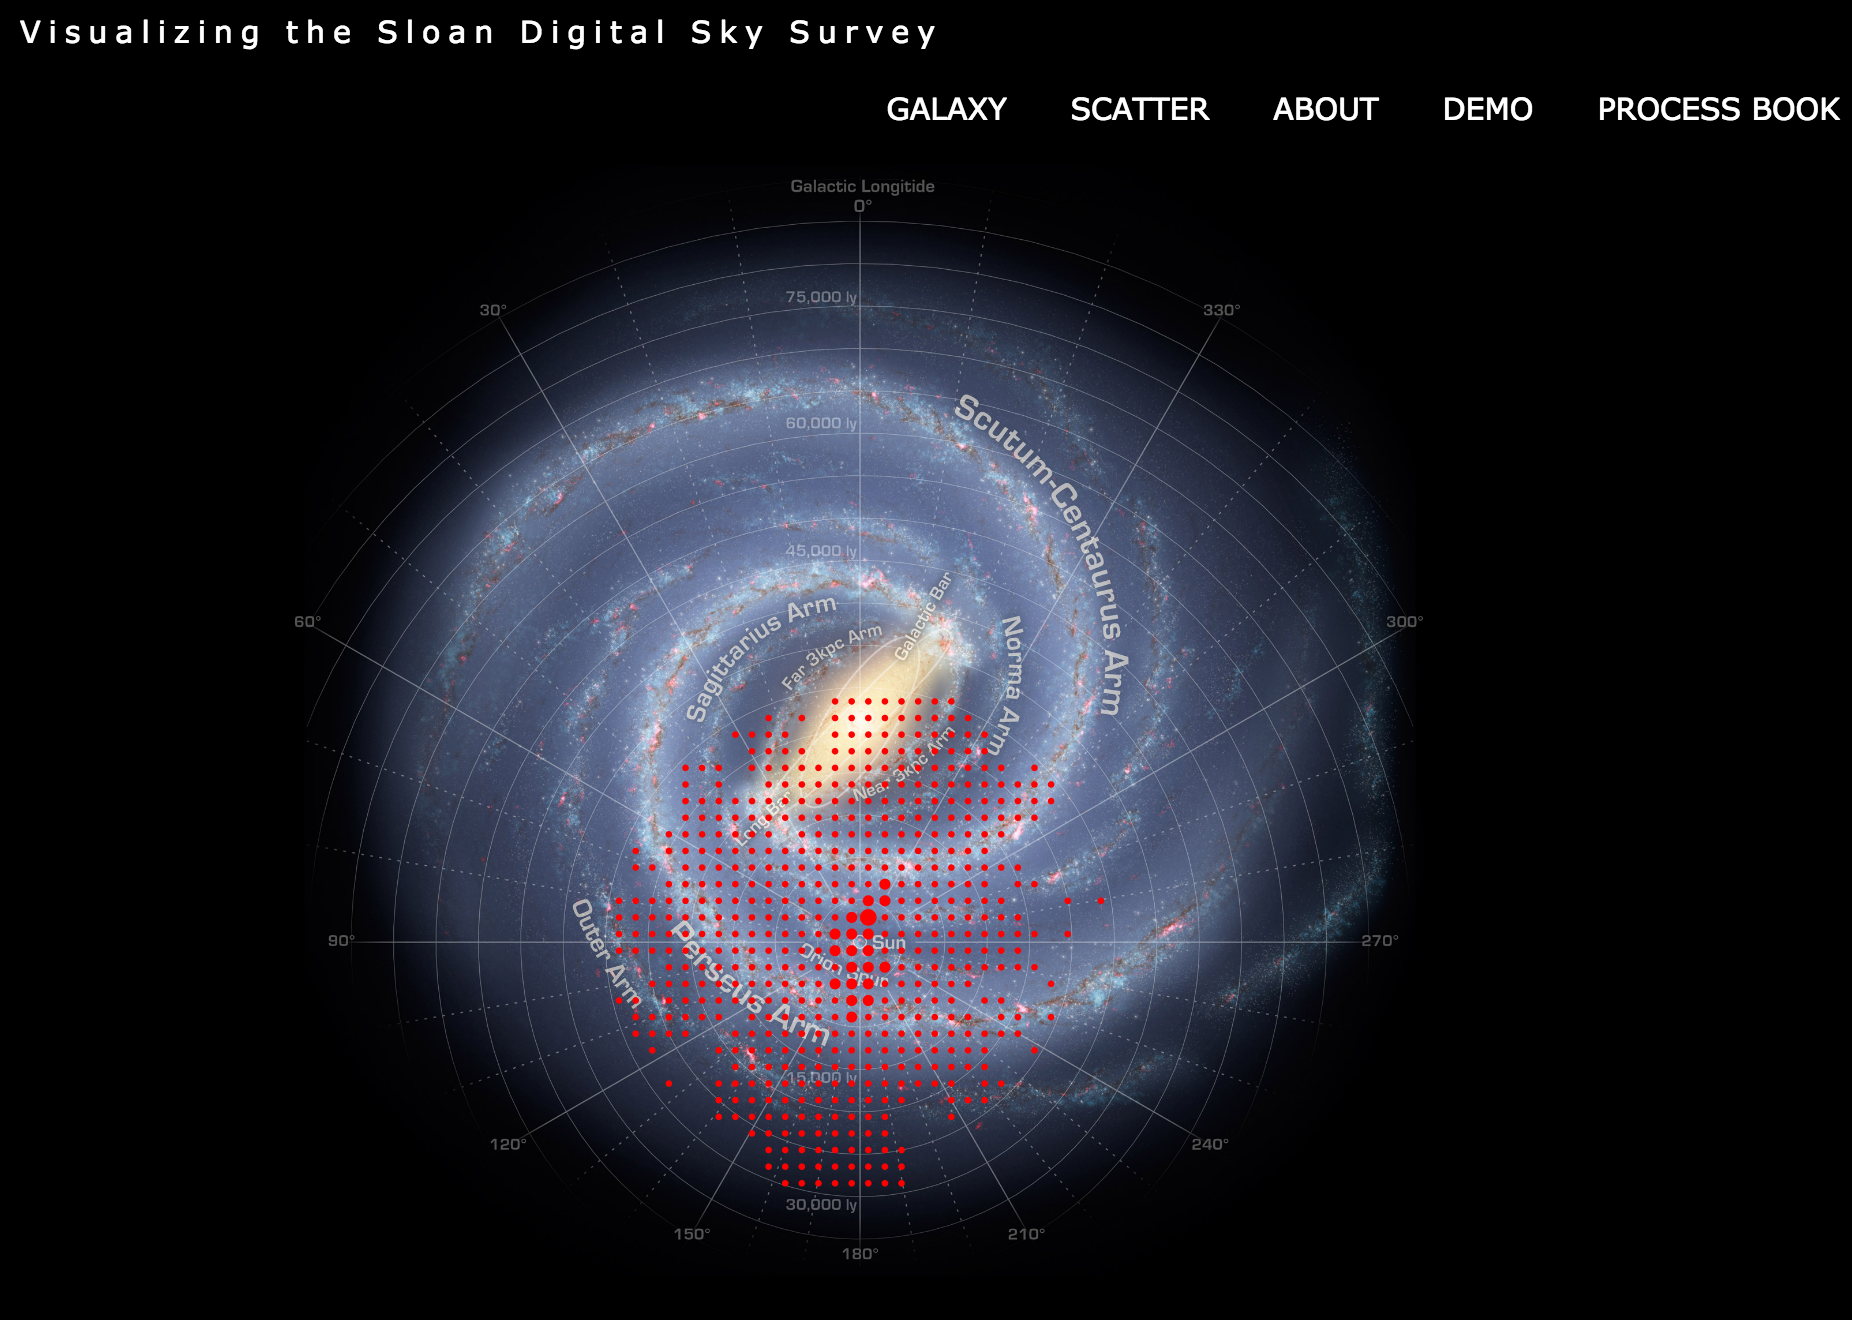 Visualizing the Sloan Digital Sky Survey
GALAXY SCATTER ABOUT DEMO PROCESS BOOK
Galactic Longitide
0°
75,000 ly
30°
330°
Scutum-Centaurus Arm
60,000 ly
45,000 ly
Galactic Bar
Sagittarius Arm
Far 3kpc Arm
Norma Arm
60°
300°
Near 3kpc Arm
Long Bar
Outer Arm
Perseus Arm
90°
Sun
270°
Orion Spur
15,000 ly
120°
240°
30,000 ly
150°
210°
180°